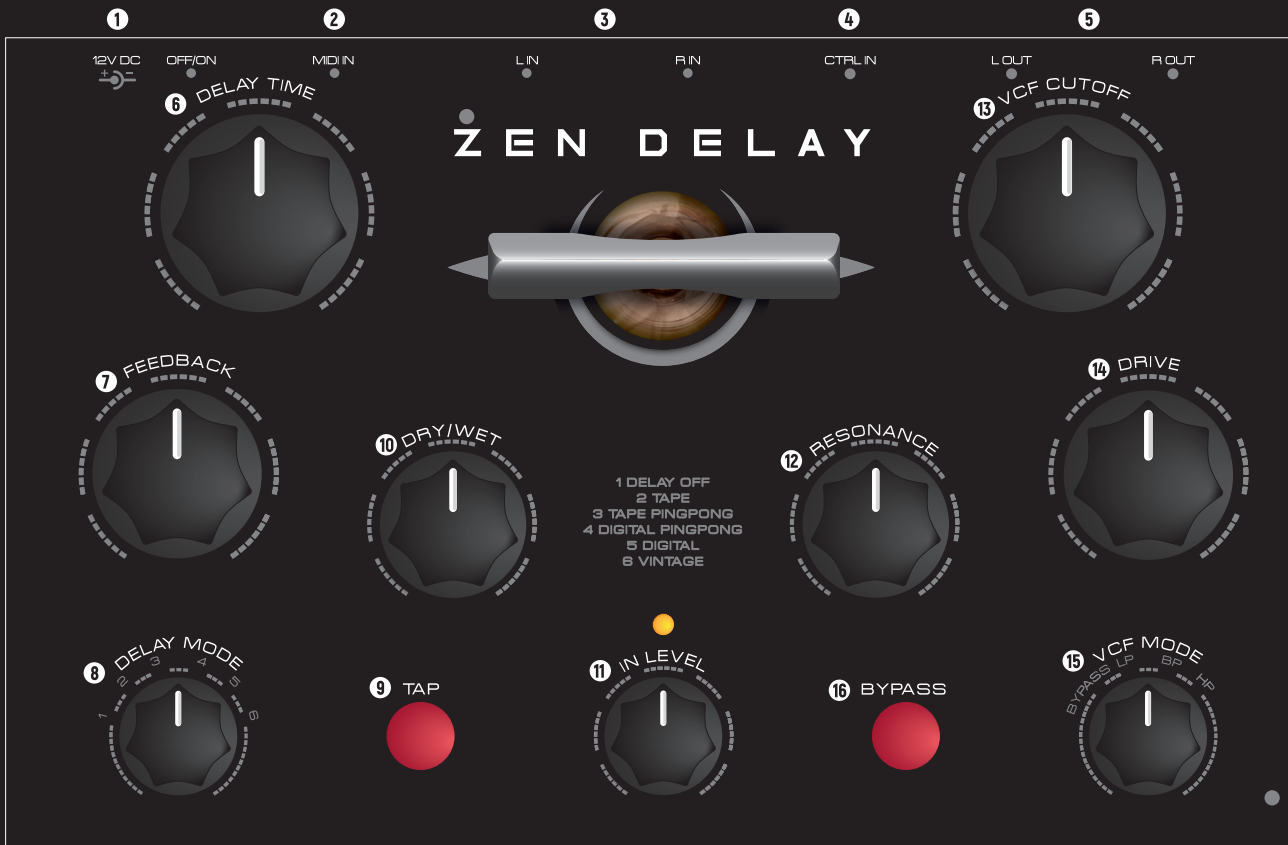 1 2 3 4 5
12V DC OFF/ON MIDI IN L IN R IN CTRL IN L OUT R OUT
+ -
6 DELAY TIME
ZEN DELAY
13 VCF CUTOFF
7 FEEDBACK
14 DRIVE
10 DRY/WET
12 RESONANCE
1 DELAY OFF
2 TAPE
3 TAPE PINGPONG
4 DIGITAL PINGPONG
5 DIGITAL
6 VINTAGE
8 DELAY MODE
1 2 3 4 5 6
9 TAP
11 IN LEVEL
16 BYPASS
15 VCF MODE
BYPASS LP BP HP